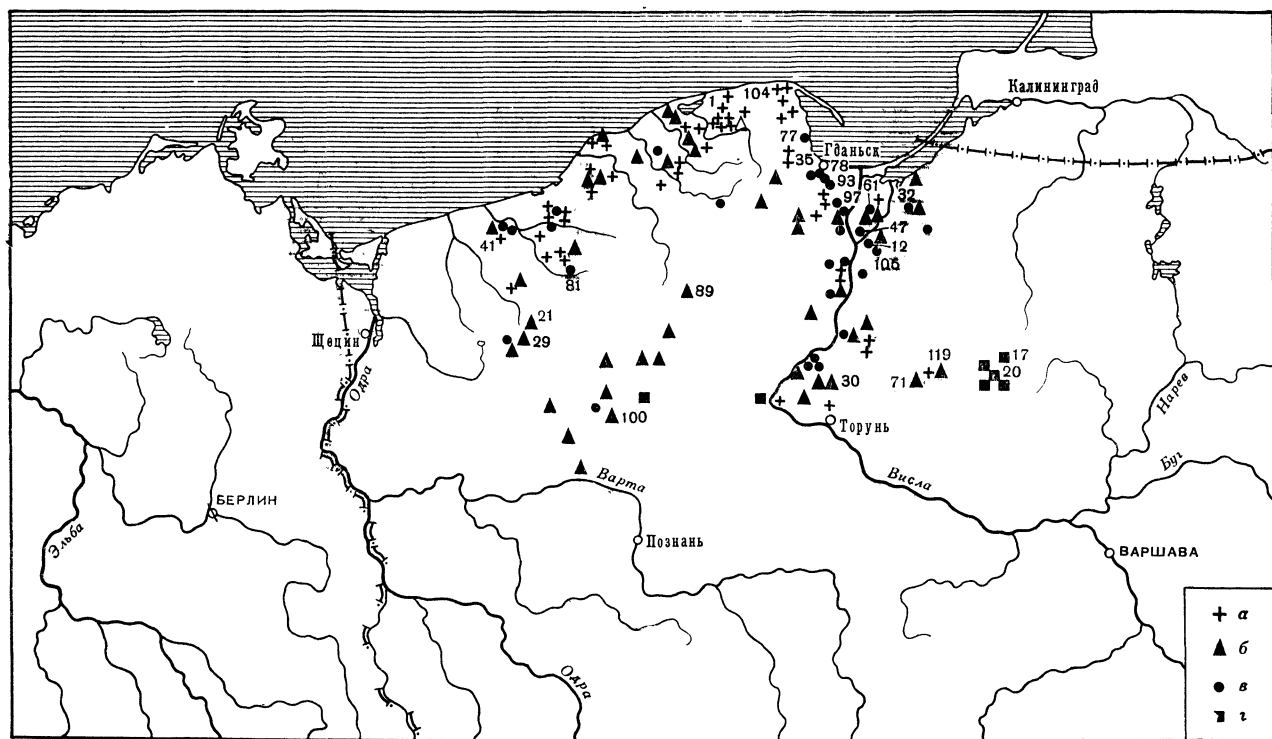 1
104
Калининград
77
Гданьск
35
78
93
61
32
97
47
12
106
41
81
89
21
29
Щецин
Одра
119
17
20
71
30
100
Торунь
Нарев
Варта
Висла
Буг
БЕРЛИН
Эльба
Познань
ВАРШАВА
Одра
а
б
в
г